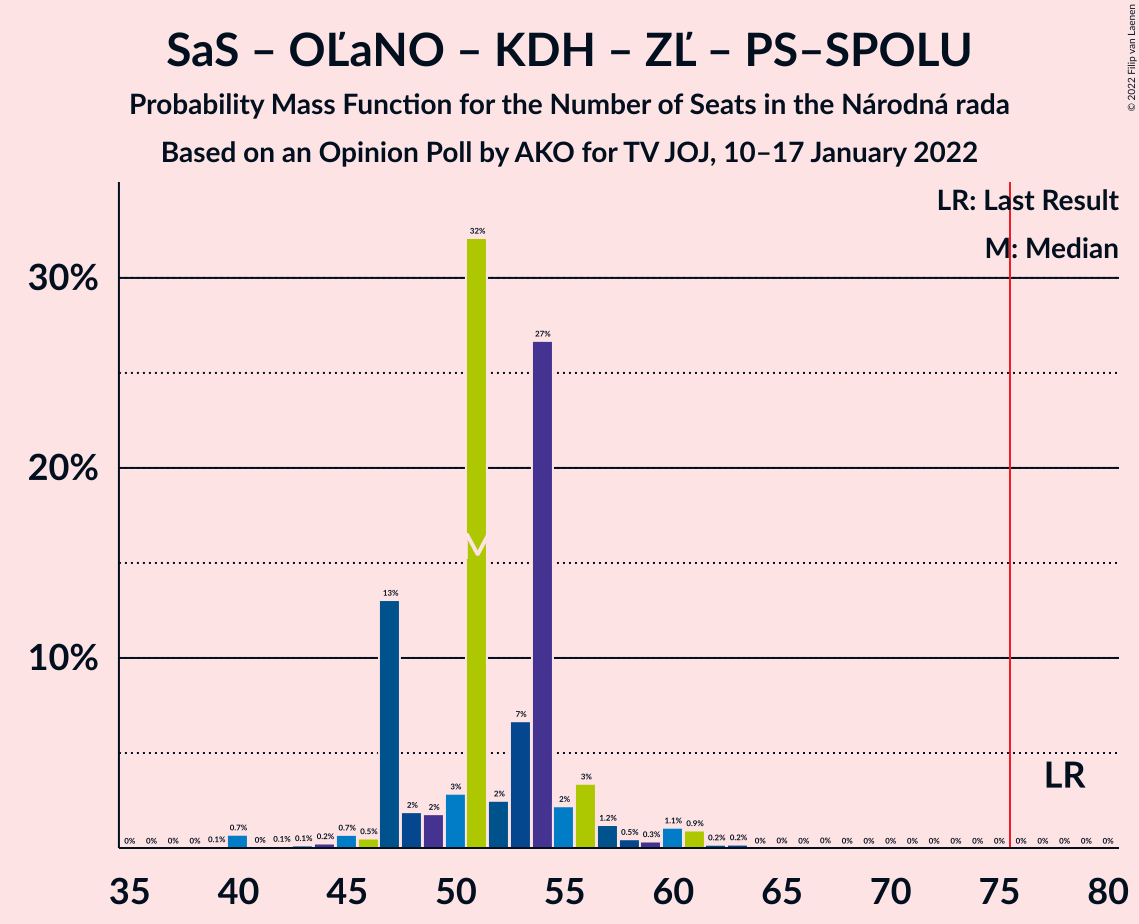 SaS – OĽaNO – KDH – ZĽ – PS–SPOLU
Probability Mass Function for the Number of Seats in the Národná rada
Based on an Opinion Poll by AKO for TV JOJ, 10–17 January 2022
© 2022 Filip van Laenen
LR: Last Result
M: Median
30%
20%
10%
0% 0% 0% 0% 0.1% 0.7% 0% 0.1% 0.1% 0.2% 0.7% 0.5% 13% 2% 2% 3% 32% 2% 7% 27% 2% 3% 1.2% 0.5% 0.3% 1.1% 0.9% 0.2% 0.2% 0% 0% 0% 0% 0% 0% 0% 0% 0% 0% 0% 0% 0% 0% 0% 0% 0%
M
LR
35 40 45 50 55 60 65 70 75 80